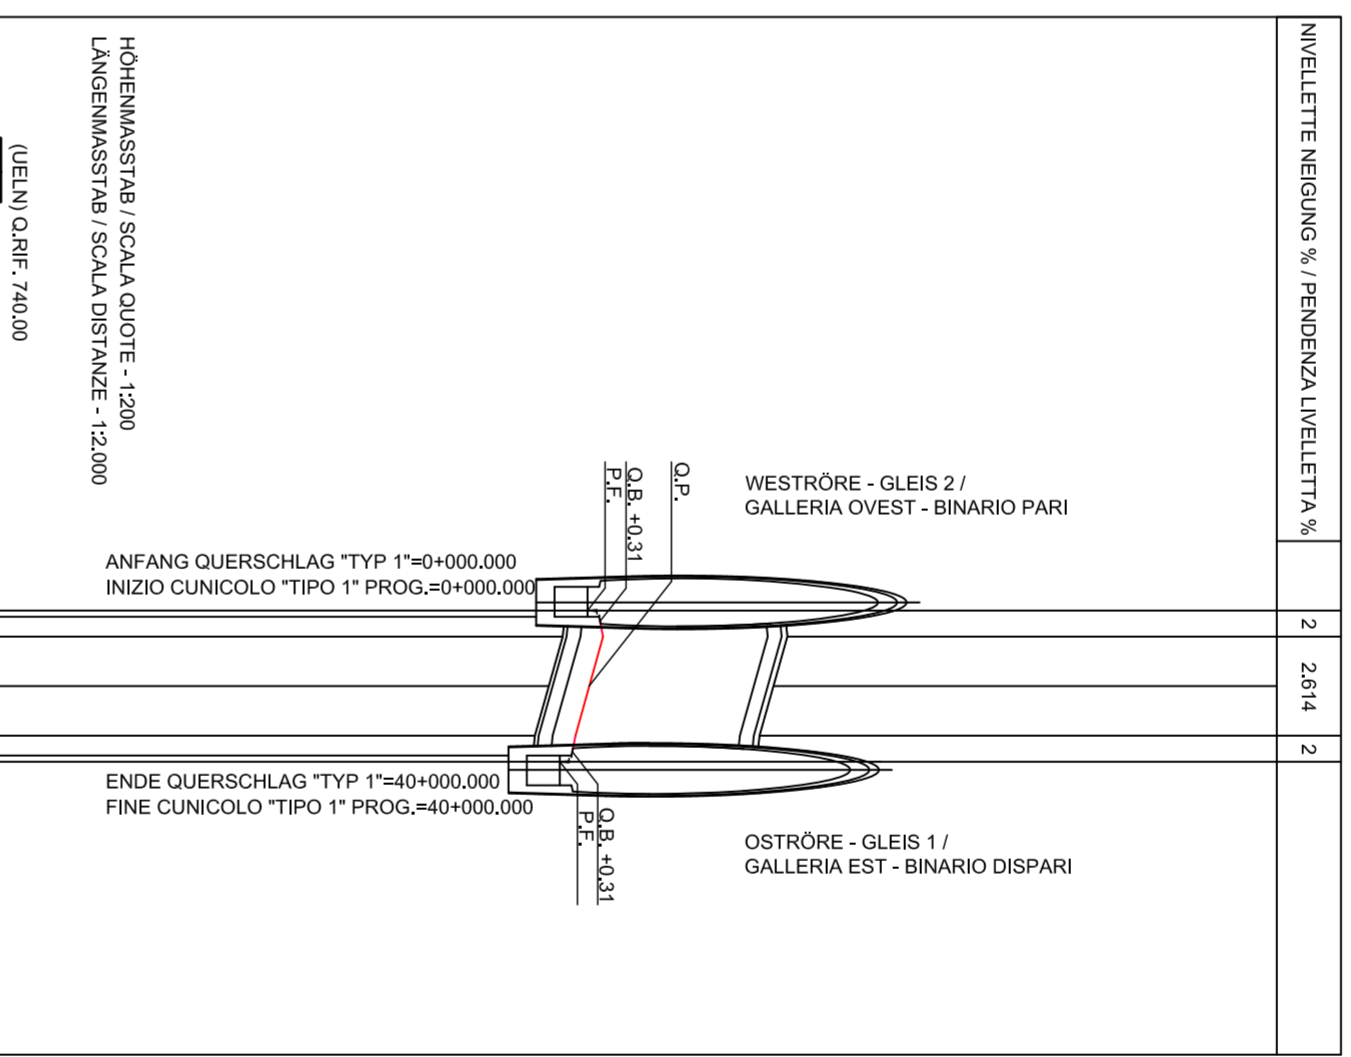 NIVELLETTE NEIGUNG % / PENDENZA LIVELLETTA %
2
2.614
2
WESTRÖRE - GLEIS 2 /
GALLERIA OVEST - BINARIO PARI
Q.P.
Q.B. +0.31
P.F.
HÖHENMASSTAB / SCALA QUOTE - 1:200
LÄNGENMASSTAB / SCALA DISTANZE - 1:2.000
(UELN) Q.RIF. 740.00
ANFANG QUERSCHLAG "TYP 1"=0+000.000
INIZIO CUNICOLO "TIPO 1" PROG.=0+000.000
ENDE QUERSCHLAG "TYP 1"=40+000.000
FINE CUNICOLO "TIPO 1" PROG.=40+000.000
Q.B. +0.31
P.F.
OSTRÖRE - GLEIS 1 /
GALLERIA EST - BINARIO DISPARI